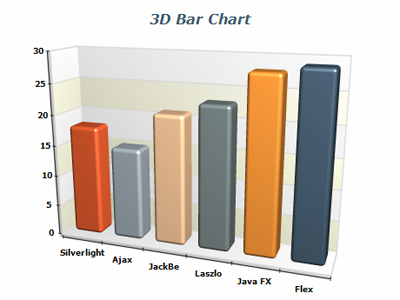 3D Bar Chart
30
25
20
15
10
5
0
Silverlight
Ajax
JackBe
Laszlo
Java FX
Flex